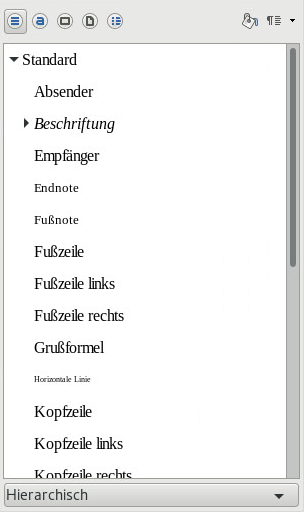 Standard
Absender
Beschriftung
Empfänger
Endnote
Fußnote
Fußzeile
Fußzeile links
Fußzeile rechts
Grußformel
Horizontale Linie
Kopfzeile
Kopfzeile links
Kopfzeile rechts
Hierarchisch